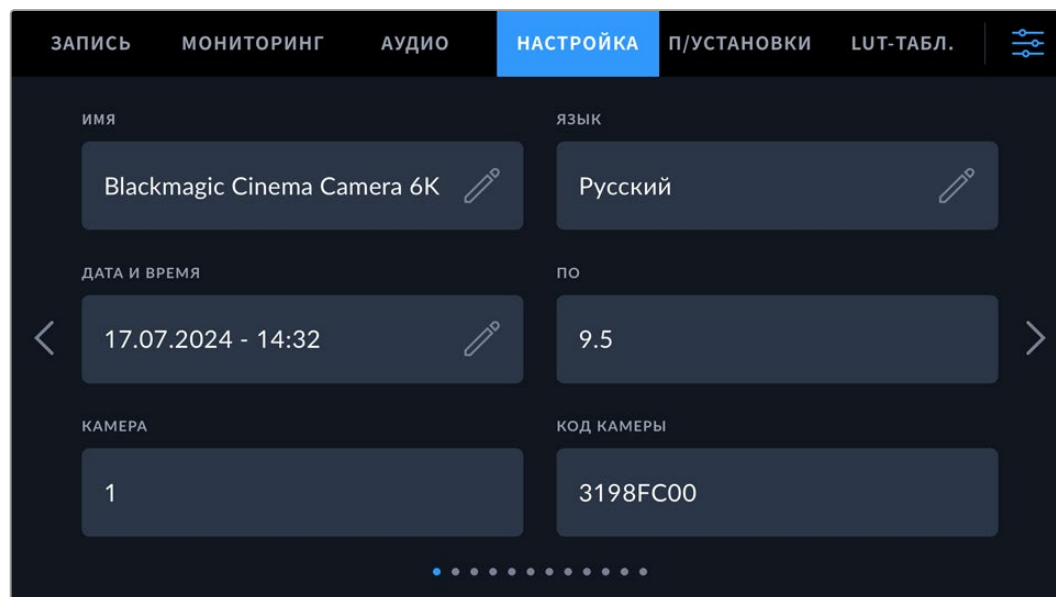 ЗАПИСЬ МОНИТОРИНГ АУДИО НАСТРОЙКА П/УСТАНОВКИ LUT-ТАБЛ.
ИМЯ ЯЗЫК
Blackmagic Cinema Camera 6K Русский
ДАТА И ВРЕМЯ ПО
17.07.2024 - 14:32 9.5
КАМЕРА КОД КАМЕРЫ
1 3198FC00